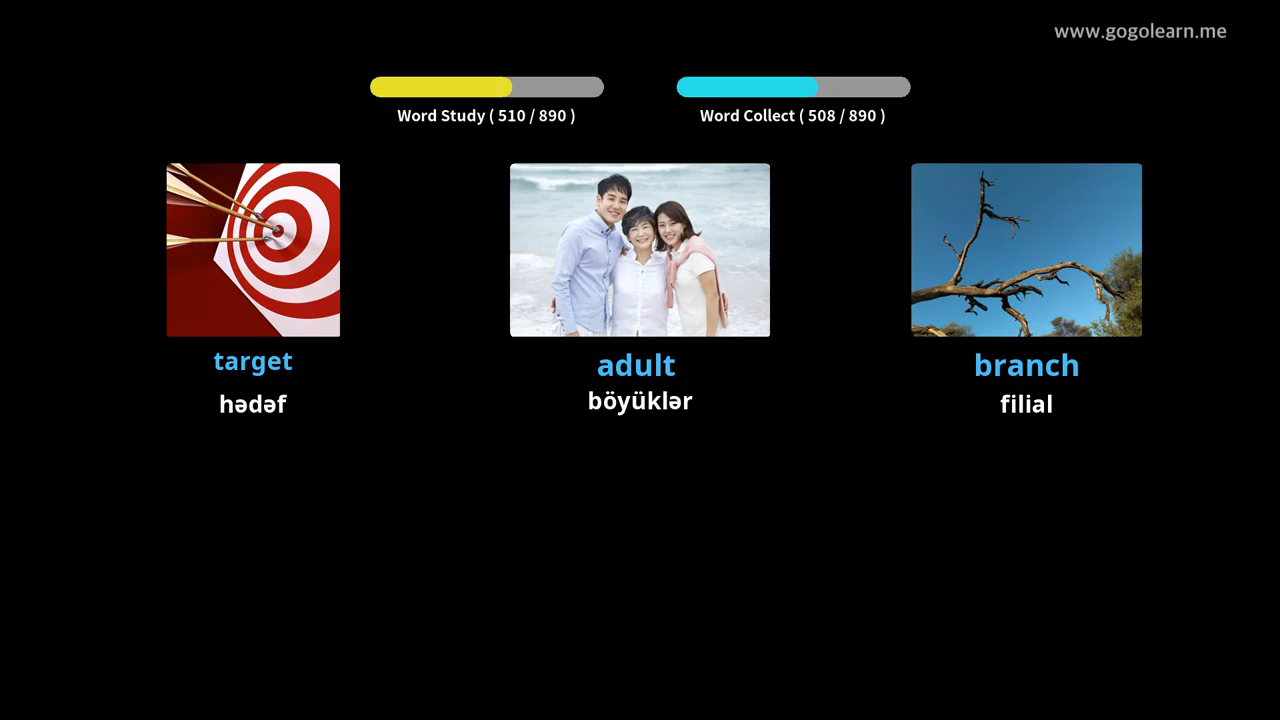 www.gogolearn.me
Word Study ( 510 / 890 )
Word Collect ( 508 / 890 )
target
hədəf
adult
böyüklər
branch
filial